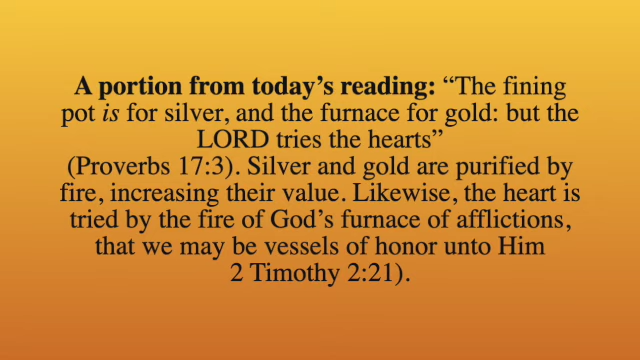 A portion from today’s reading: “The fining
pot is for silver, and the furnace for gold: but the
LORD tries the hearts”
(Proverbs 17:3). Silver and gold are purified by
fire, increasing their value. Likewise, the heart is
tried by the fire of God’s furnace of afflictions,
that we may be vessels of honor unto Him
2 Timothy 2:21).